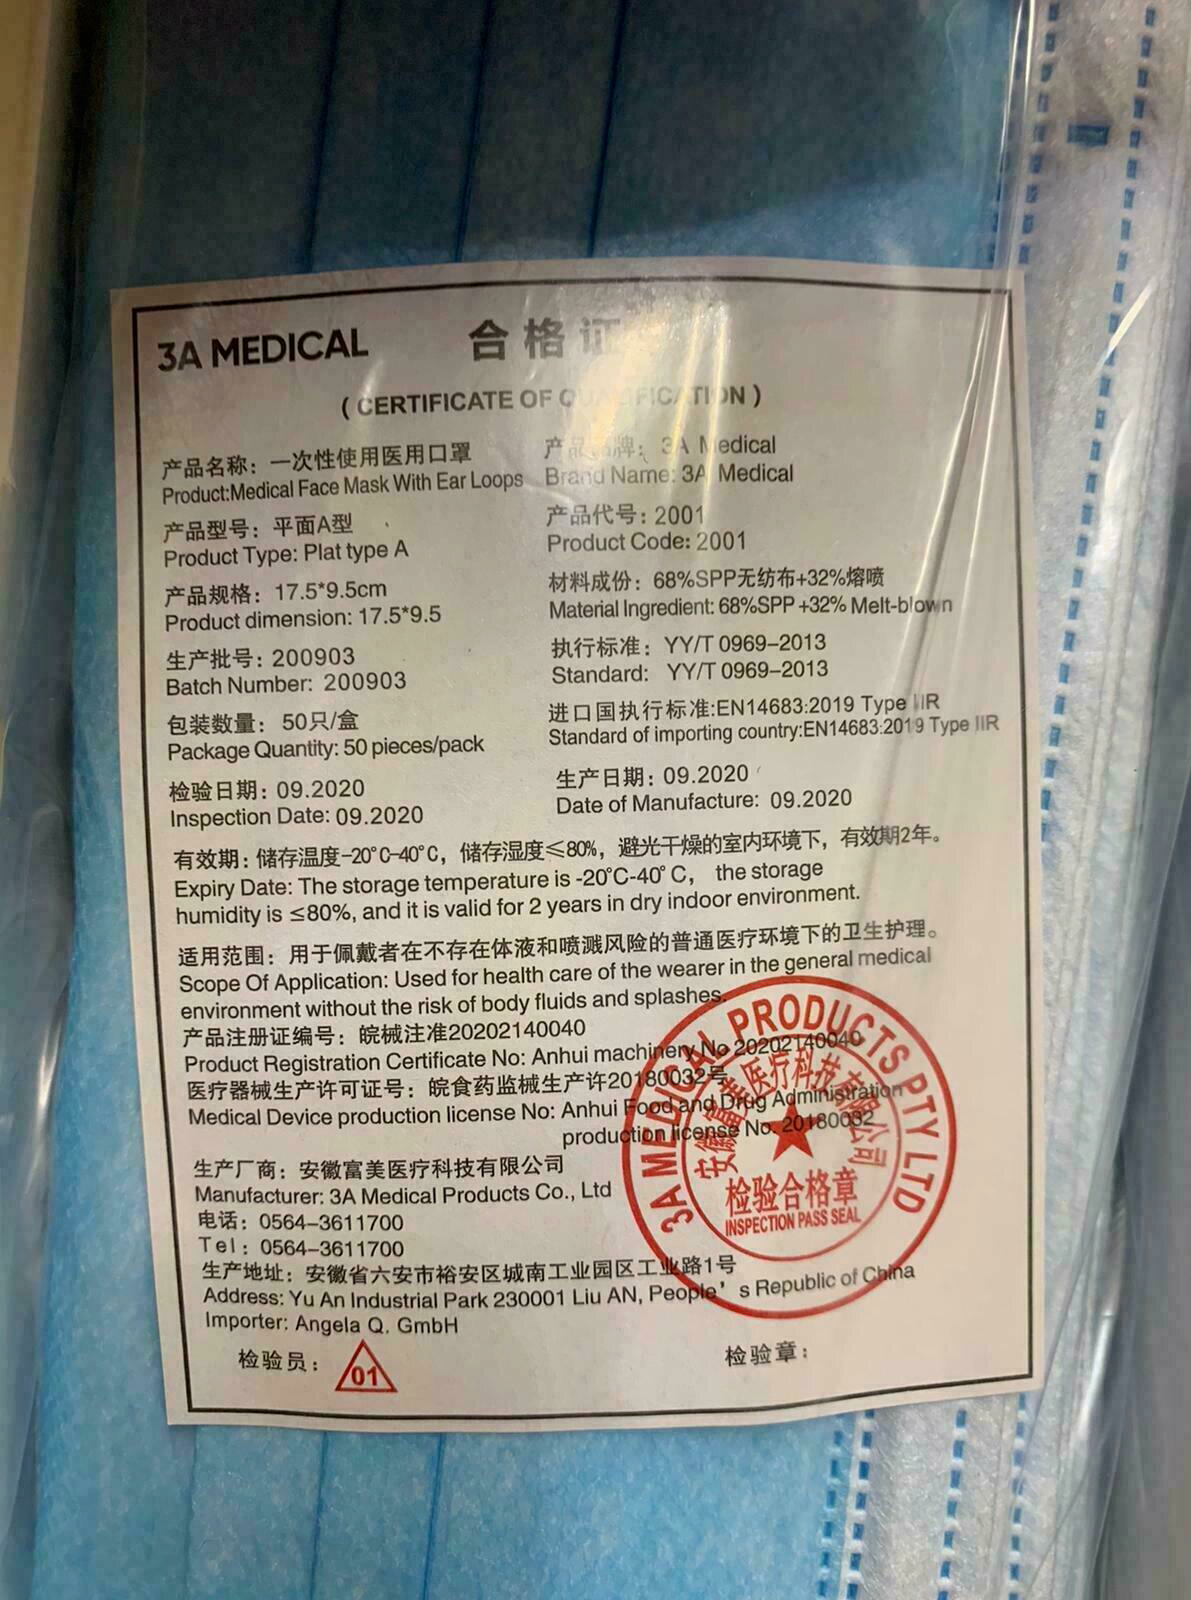 3A MEDICAL 合格证
( CERTIFICATE OF QUALIFICATION )
产品名称：一次性使用医用口罩 产品品牌：3A Medical
Product:Medical Face Mask With Ear Loops Brand Name: 3A Medical
产品型号：平面A型 产品代号：2001
Product Type: Plat type A Product Code: 2001
产品规格：17.5*9.5cm 材料成份：68%SPP无纺布+32%熔喷
Product dimension: 17.5*9.5 Material Ingredient: 68%SPP +32% Melt-blown
生产批号：200903 执行标准：YY/T 0969–2013
Batch Number: 200903 Standard: YY/T 0969–2013
包装数量：50只/盒 进口国执行标准:EN14683:2019 Type IIR
Package Quantity: 50 pieces/pack Standard of importing country:EN14683:2019 Type IIR
检验日期：09.2020 生产日期：09.2020
Inspection Date: 09.2020 Date of Manufacture: 09.2020
有效期：储存温度-20°C-40°C，储存湿度≤80%，避光干燥的室内环境下，有效期2年。
Expiry Date: The storage temperature is -20°C-40°C, the storage
humidity is ≤80%, and it is valid for 2 years in dry indoor environment.
适用范围：用于佩戴者在不存在体液和喷溅风险的普通医疗环境下的卫生护理。
Scope Of Application: Used for health care of the wearer in the general medical
environment without the risk of body fluids and splashes.
产品注册证编号：皖械注准20202140040
Product Registration Certificate No: Anhui machinery No 20202140040
医疗器械生产许可证号：皖食药监械生产许20180032号
Medical Device production license No: Anhui Food and Drug Administration
production license No. 20180032
生产厂商：安徽富美医疗科技有限公司
Manufacturer: 3A Medical Products Co., Ltd
电话：0564–3611700
Tel: 0564–3611700
生产地址：安徽省六安市裕安区城南工业园区工业路1号
Address: Yu An Industrial Park 230001 Liu AN, People's Republic of China
Importer: Angela Q. GmbH
检验员： 01 检验章：
3A MEDICAL PRODUCTS PTY LTD
安徽富美医疗科技有限公司
检验合格章
INSPECTION PASS SEAL